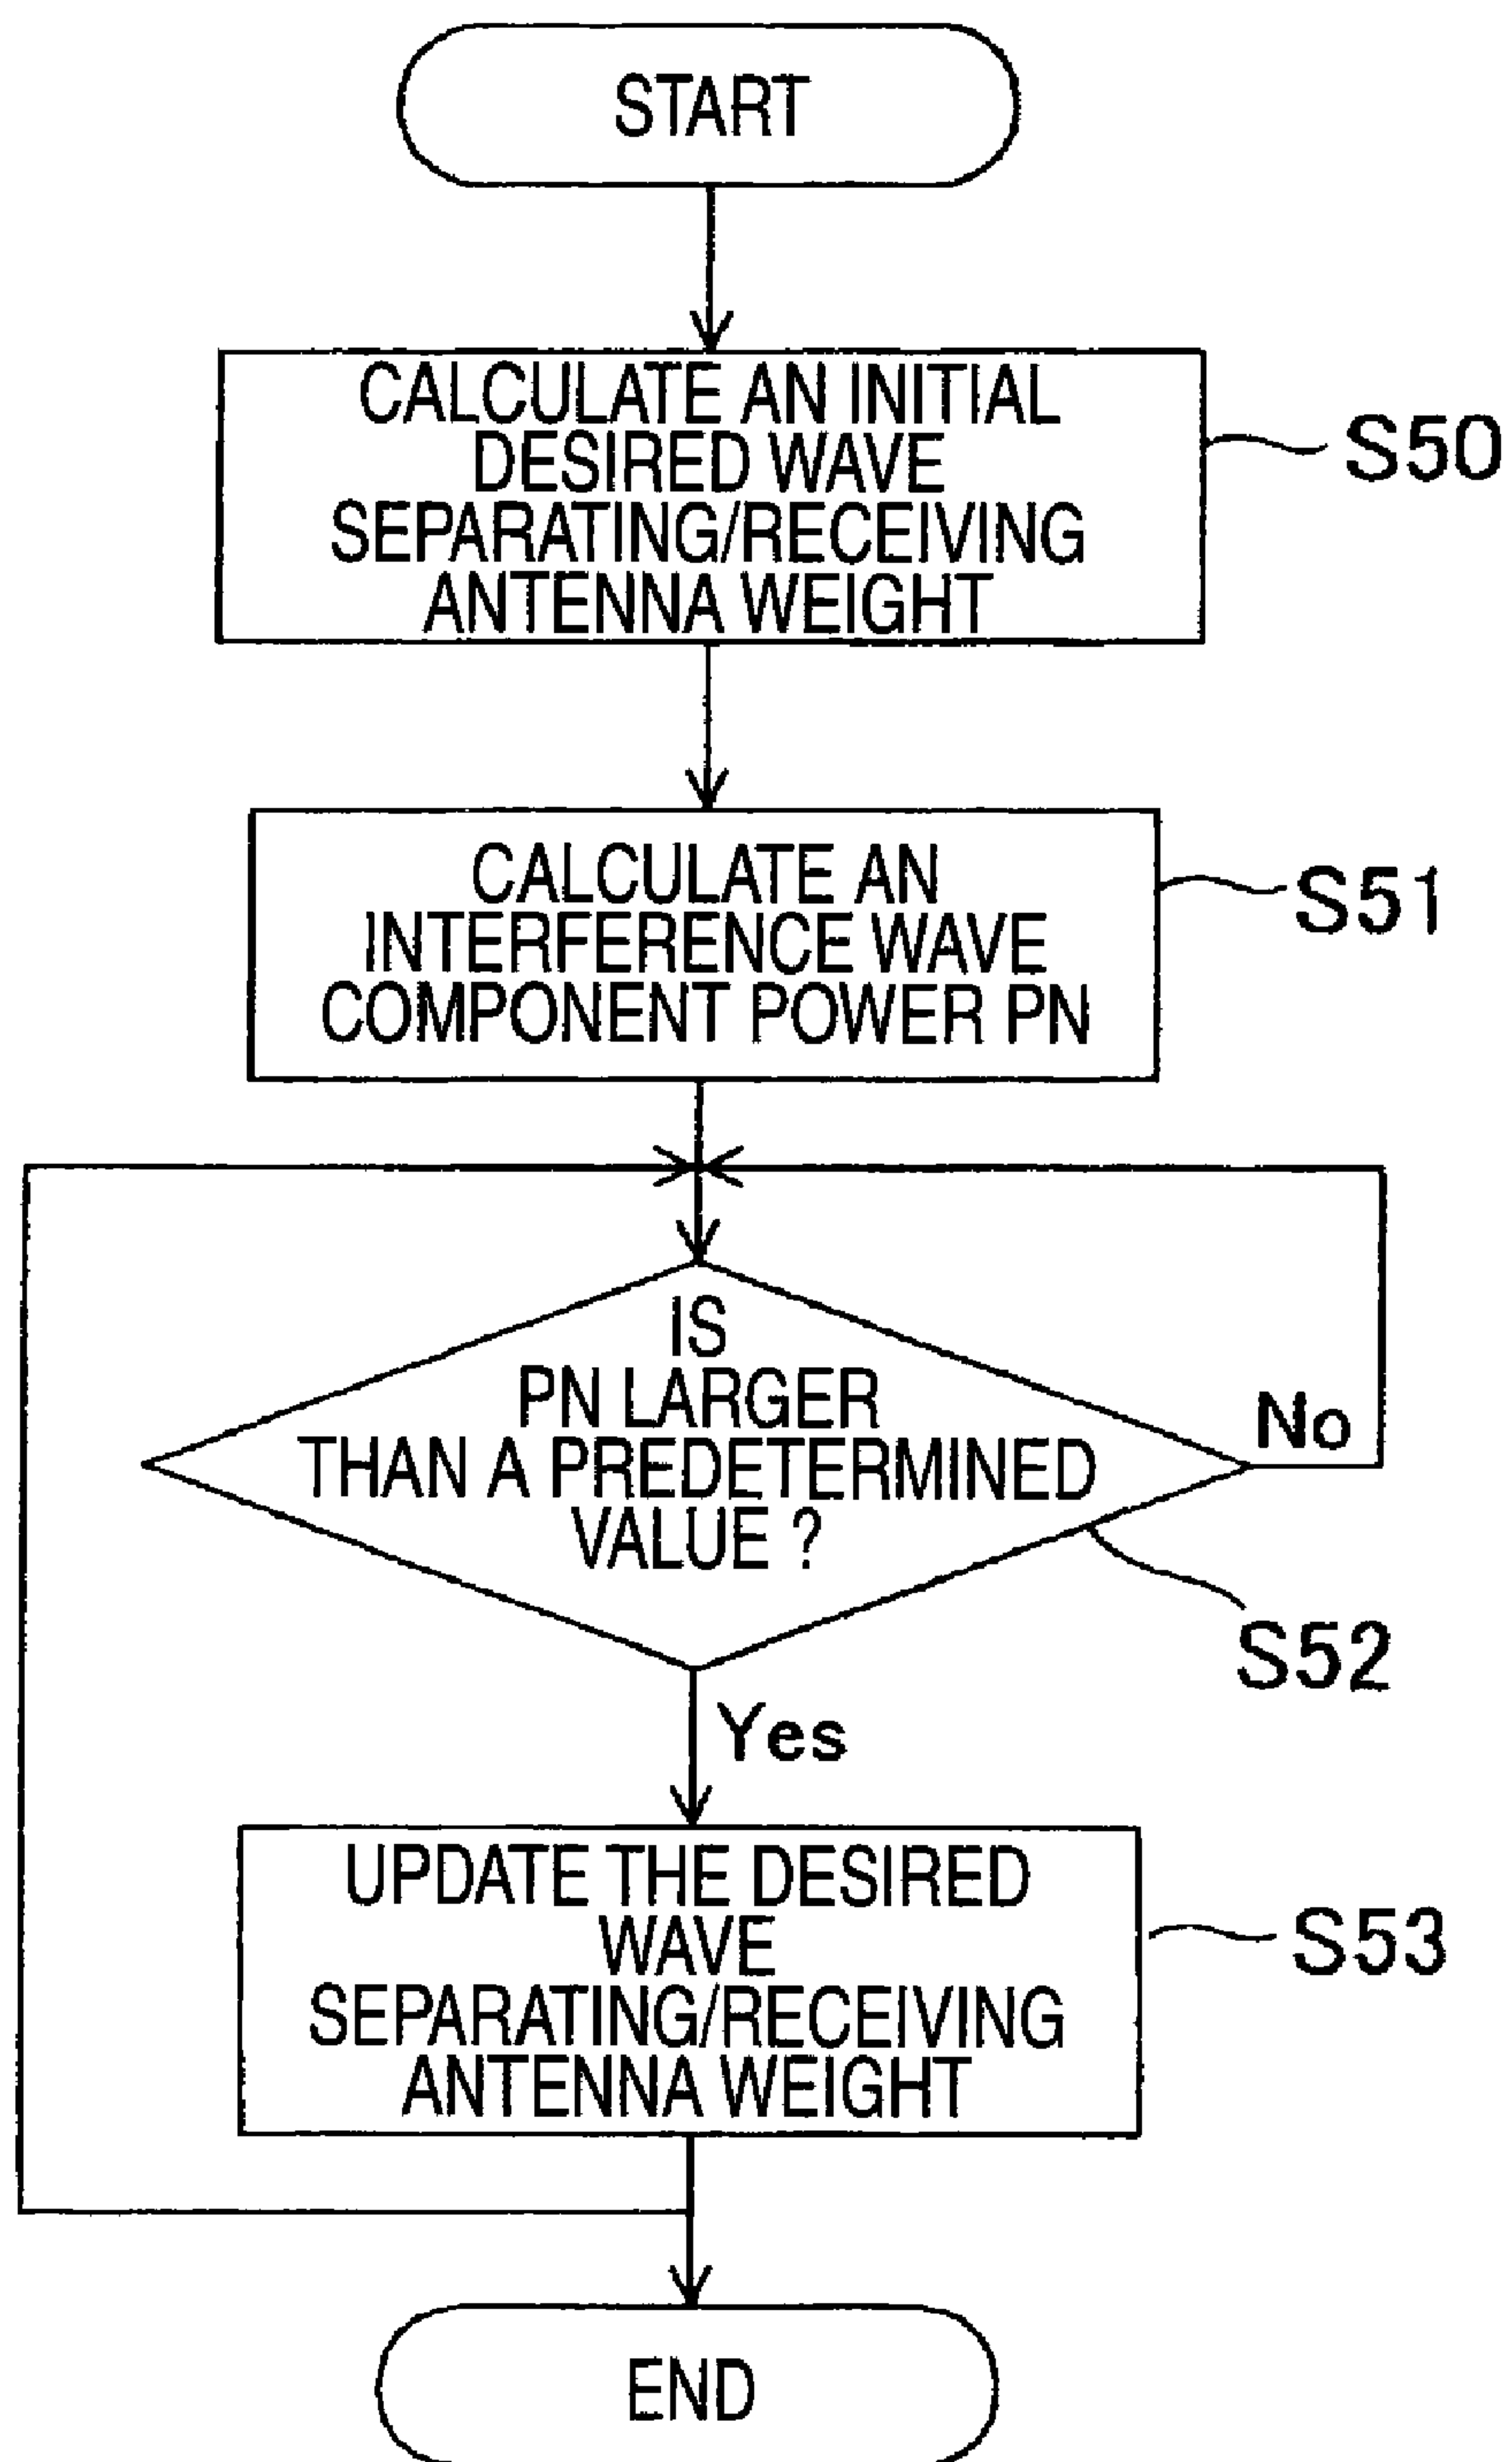 START
CALCULATE AN INITIAL
DESIRED WAVE
SEPARATING/RECEIVING
ANTENNA WEIGHT
S50
CALCULATE AN
INTERFERENCE WAVE
COMPONENT POWER PN
S51
IS
PN LARGER
THAN A PREDETERMINED
VALUE ?
No
S52
Yes
UPDATE THE DESIRED
WAVE
SEPARATING/RECEIVING
ANTENNA WEIGHT
S53
END